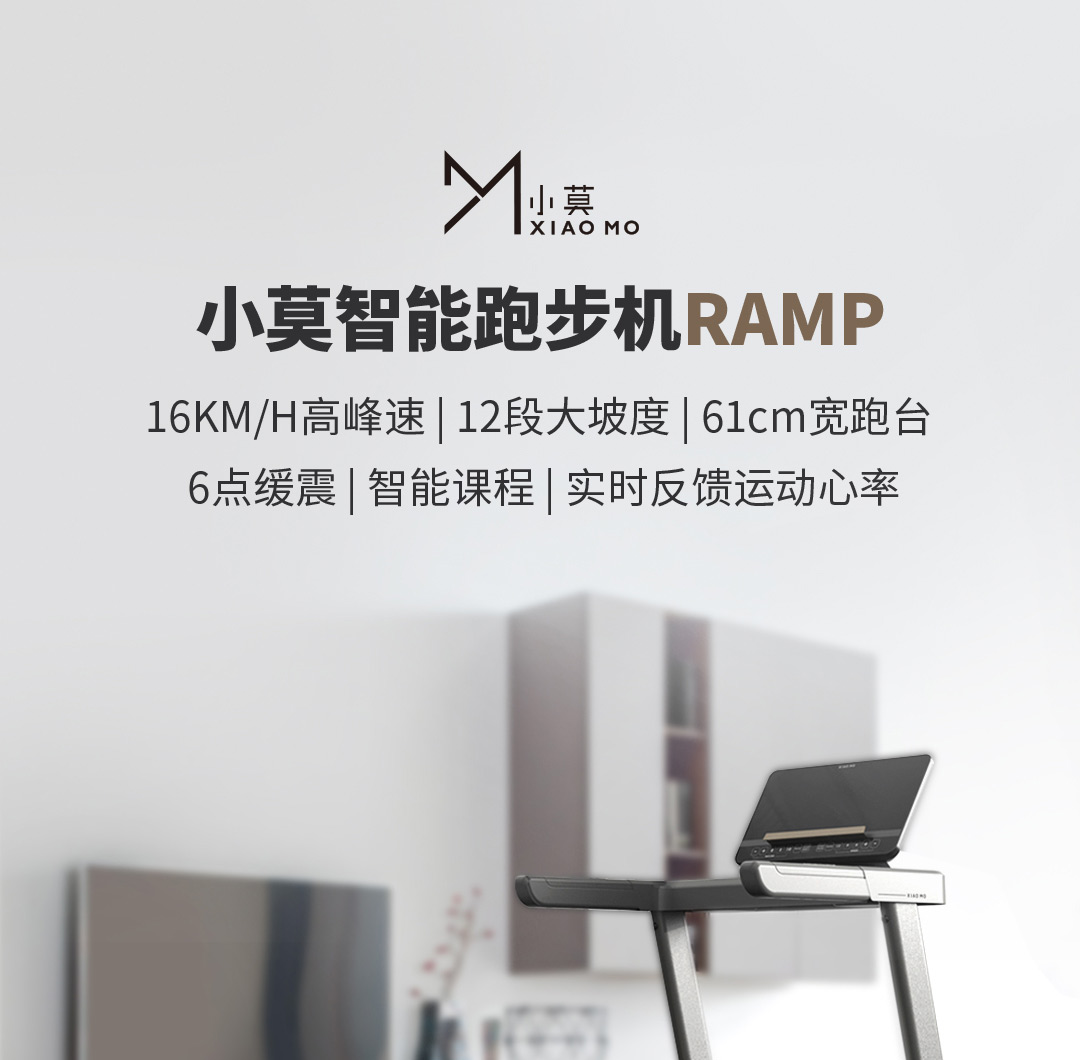 小莫
XIAO MO
小莫智能跑步机RAMP
16KM/H高峰速 | 12段大坡度 | 61cm宽跑台
6点缓震 | 智能课程 | 实时反馈运动心率
XIAO MO